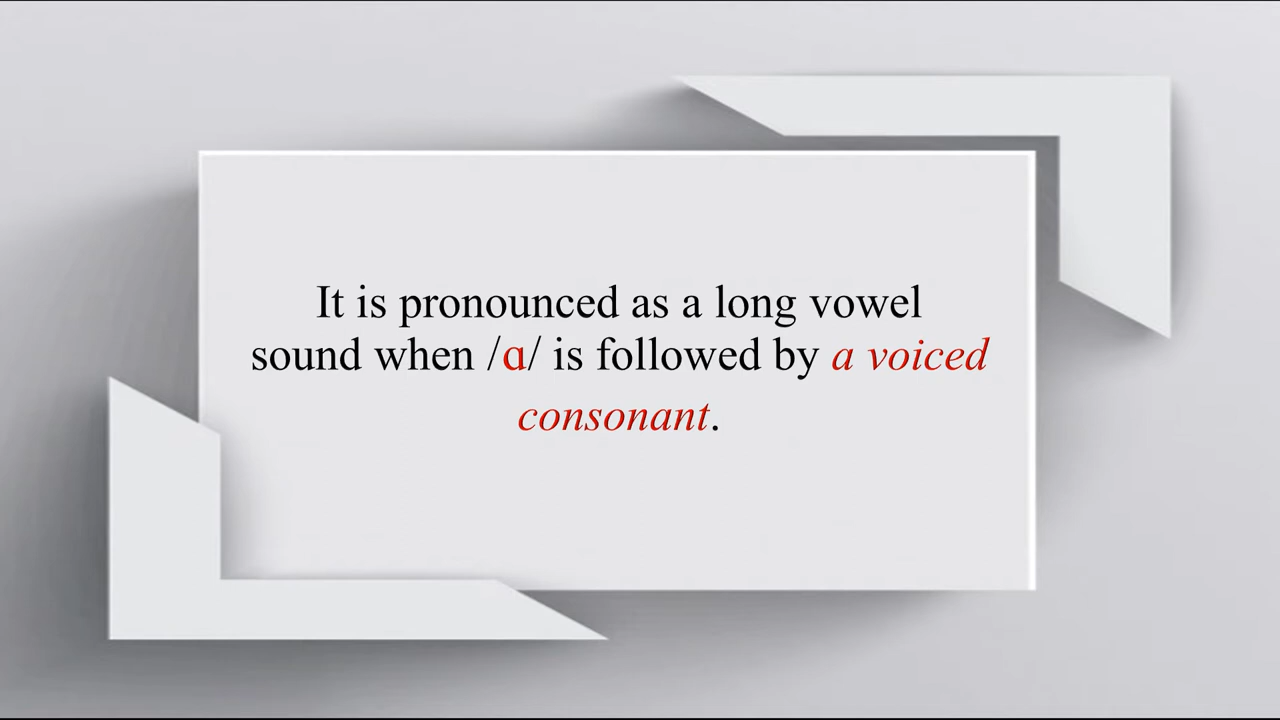 It is pronounced as a long vowel
sound when /ɑ/ is followed by a voiced
consonant.